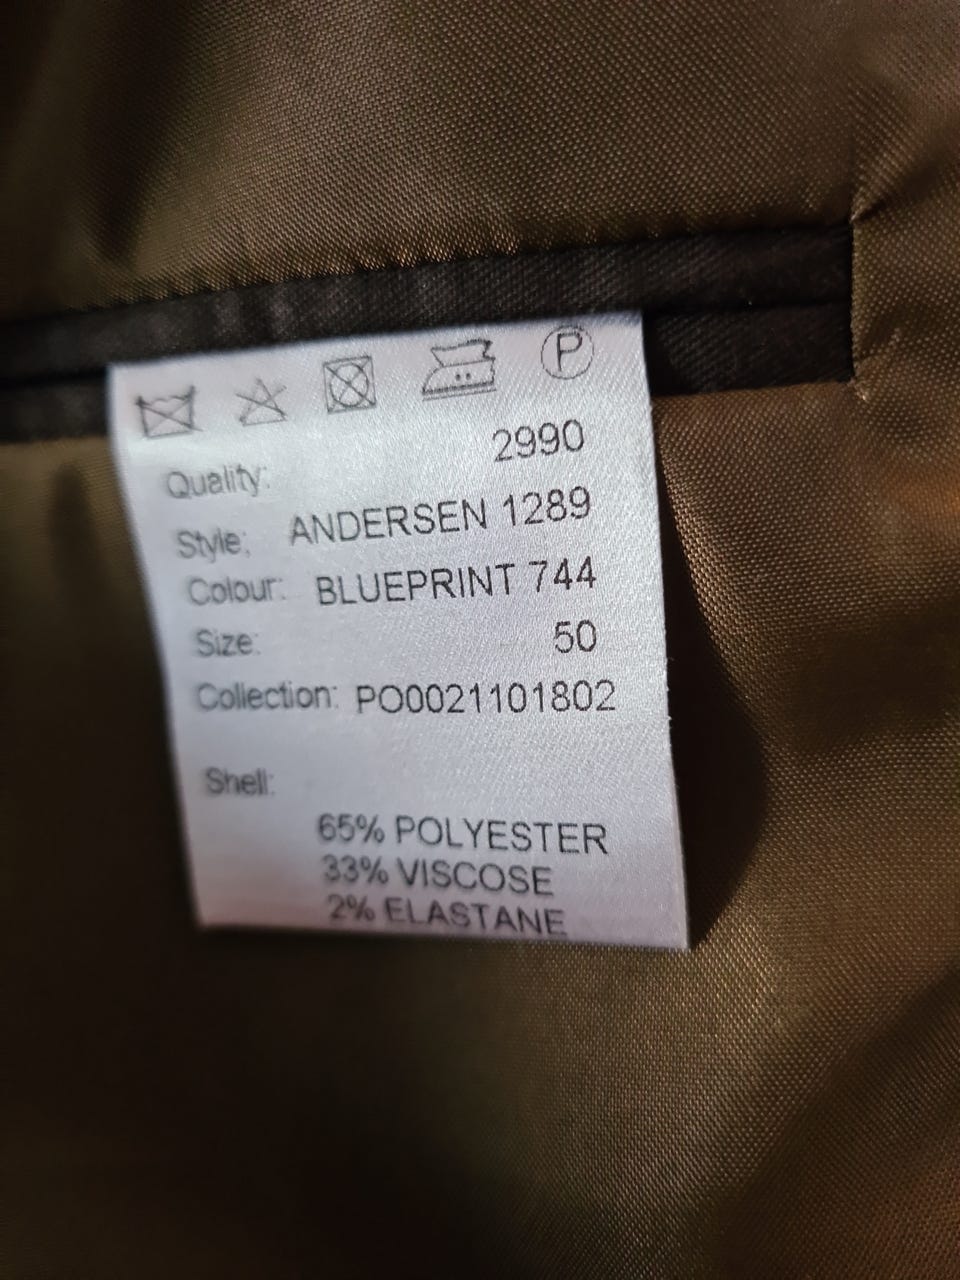 P
Quality: 2990
Style: ANDERSEN 1289
Colour: BLUEPRINT 744
Size: 50
Collection: PO0021101802
Shell:
65% POLYESTER
33% VISCOSE
2% ELASTANE